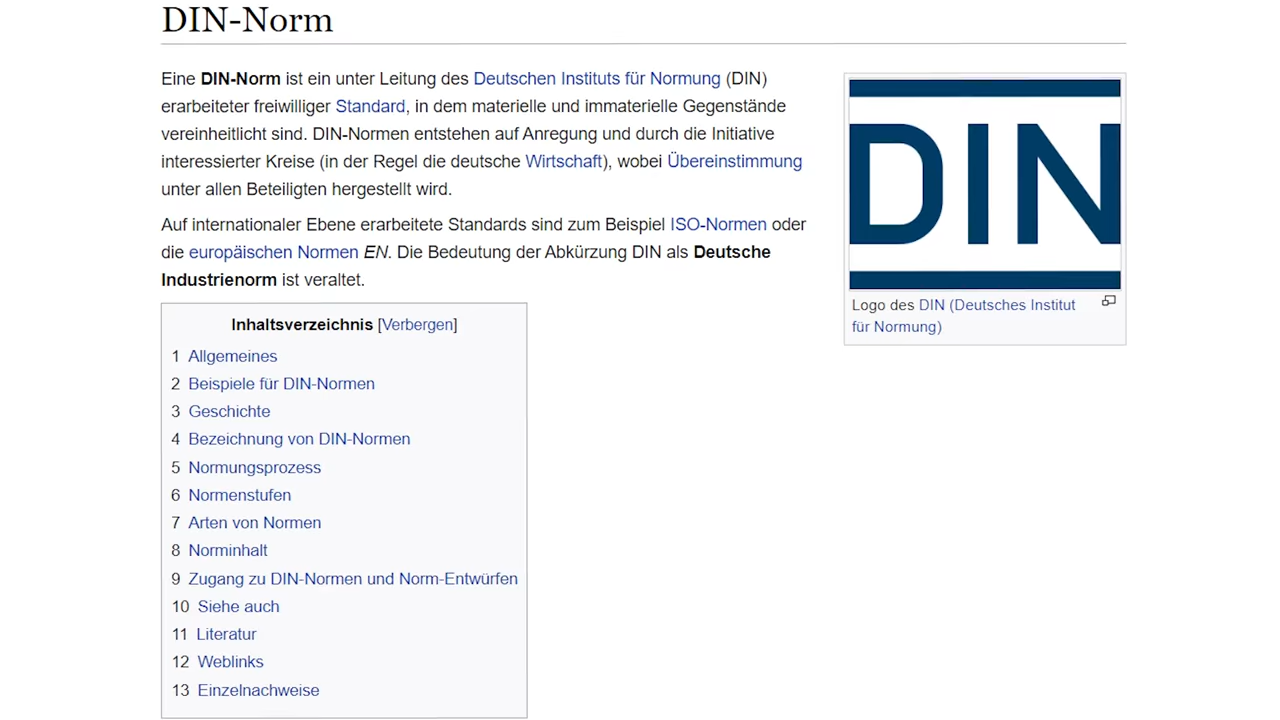 DIN-Norm
Eine DIN-Norm ist ein unter Leitung des Deutschen Instituts für Normung (DIN)
erarbeiteter freiwilliger Standard, in dem materielle und immaterielle Gegenstände
vereinheitlicht sind. DIN-Normen entstehen auf Anregung und durch die Initiative
interessierter Kreise (in der Regel die deutsche Wirtschaft), wobei Übereinstimmung
unter allen Beteiligten hergestellt wird.
Auf internationaler Ebene erarbeitete Standards sind zum Beispiel ISO-Normen oder
die europäischen Normen EN. Die Bedeutung der Abkürzung DIN als Deutsche
Industrienorm ist veraltet.
DIN
Logo des DIN (Deutsches Institut
für Normung)
Inhaltsverzeichnis [Verbergen]
1 Allgemeines
2 Beispiele für DIN-Normen
3 Geschichte
4 Bezeichnung von DIN-Normen
5 Normungsprozess
6 Normenstufen
7 Arten von Normen
8 Norminhalt
9 Zugang zu DIN-Normen und Norm-Entwürfen
10 Siehe auch
11 Literatur
12 Weblinks
13 Einzelnachweise